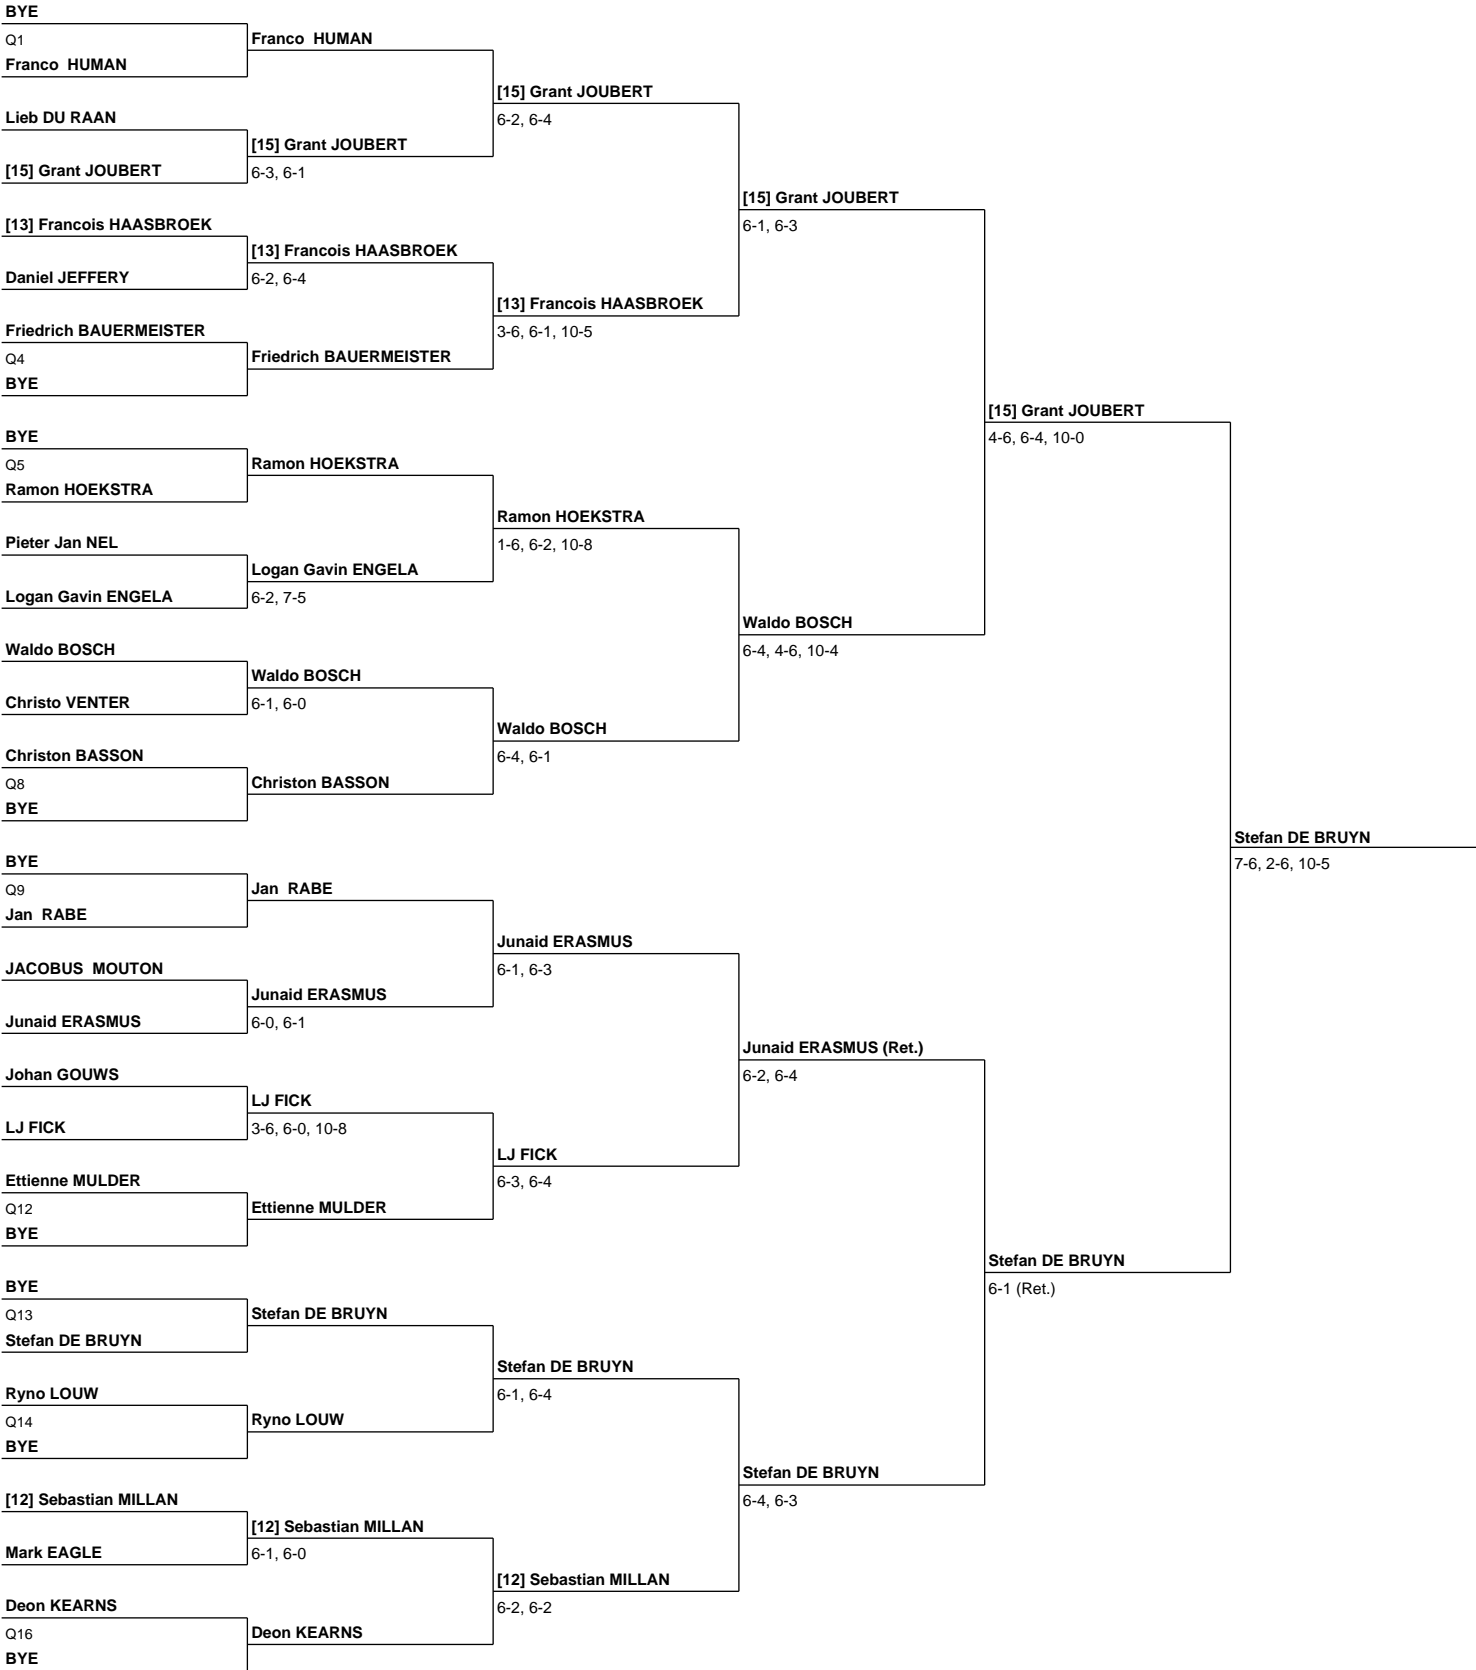 BYE
Q1
Franco HUMAN
Franco HUMAN
[15] Grant JOUBERT
6-2, 6-4
Lieb DU RAAN
[15] Grant JOUBERT
[15] Grant JOUBERT
6-3, 6-1
[15] Grant JOUBERT
6-1, 6-3
[13] Francois HAASBROEK
[13] Francois HAASBROEK
Daniel JEFFERY
6-2, 6-4
[13] Francois HAASBROEK
3-6, 6-1, 10-5
Friedrich BAUERMEISTER
Q4
Friedrich BAUERMEISTER
BYE
[15] Grant JOUBERT
4-6, 6-4, 10-0
BYE
Q5
Ramon HOEKSTRA
Ramon HOEKSTRA
Ramon HOEKSTRA
1-6, 6-2, 10-8
Pieter Jan NEL
Logan Gavin ENGELA
Logan Gavin ENGELA
6-2, 7-5
Waldo BOSCH
6-4, 4-6, 10-4
Waldo BOSCH
Waldo BOSCH
Christo VENTER
6-1, 6-0
Waldo BOSCH
6-4, 6-1
Christon BASSON
Q8
Christon BASSON
BYE
Stefan DE BRUYN
7-6, 2-6, 10-5
BYE
Q9
Jan RABE
Jan RABE
Junaid ERASMUS
6-1, 6-3
JACOBUS MOUTON
Junaid ERASMUS
Junaid ERASMUS
6-0, 6-1
Junaid ERASMUS (Ret.)
6-2, 6-4
Johan GOUWS
LJ FICK
LJ FICK
3-6, 6-0, 10-8
LJ FICK
6-3, 6-4
Ettienne MULDER
Q12
Ettienne MULDER
BYE
Stefan DE BRUYN
6-1 (Ret.)
BYE
Q13
Stefan DE BRUYN
Stefan DE BRUYN
Stefan DE BRUYN
6-1, 6-4
Ryno LOUW
Q14
Ryno LOUW
BYE
Stefan DE BRUYN
6-4, 6-3
[12] Sebastian MILLAN
[12] Sebastian MILLAN
Mark EAGLE
6-1, 6-0
[12] Sebastian MILLAN
6-2, 6-2
Deon KEARNS
Q16
Deon KEARNS
BYE